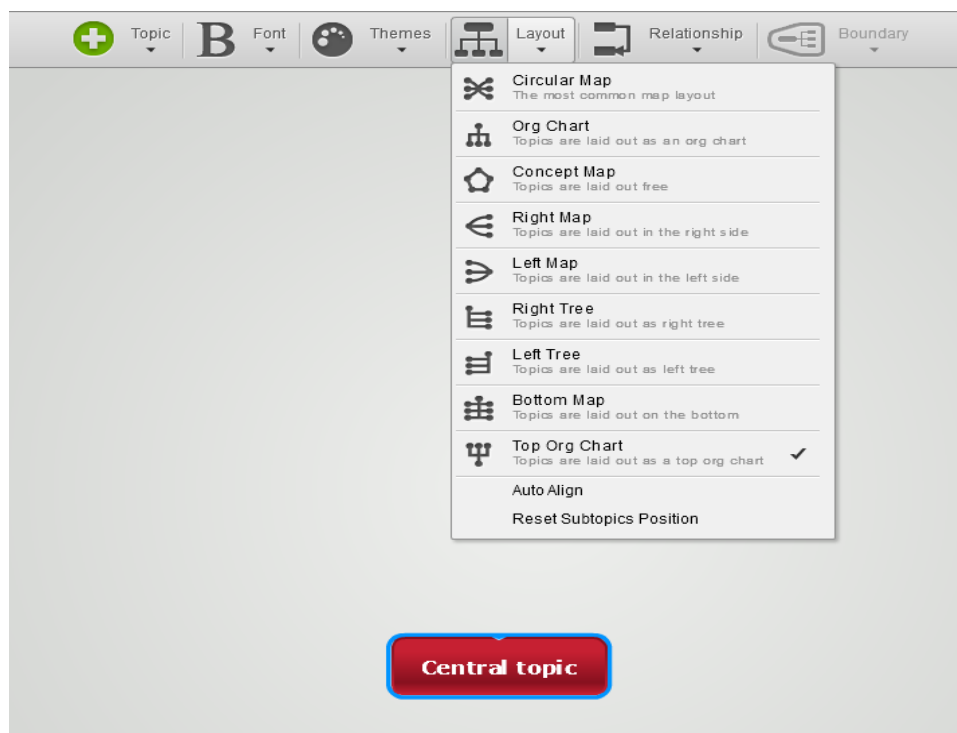 Topic
B
Font
Themes
Layout
Relationship
Boundary
Circular Map
The most common map layout
Org Chart
Topics are laid out as an org chart
Concept Map
Topics are laid out free
Right Map
Topics are laid out in the right side
Left Map
Topics are laid out in the left side
Right Tree
Topics are laid out as right tree
Left Tree
Topics are laid out as left tree
Bottom Map
Topics are laid out on the bottom
Top Org Chart
Topics are laid out as a top org chart
Auto Align
Reset Subtopics Position
Central topic